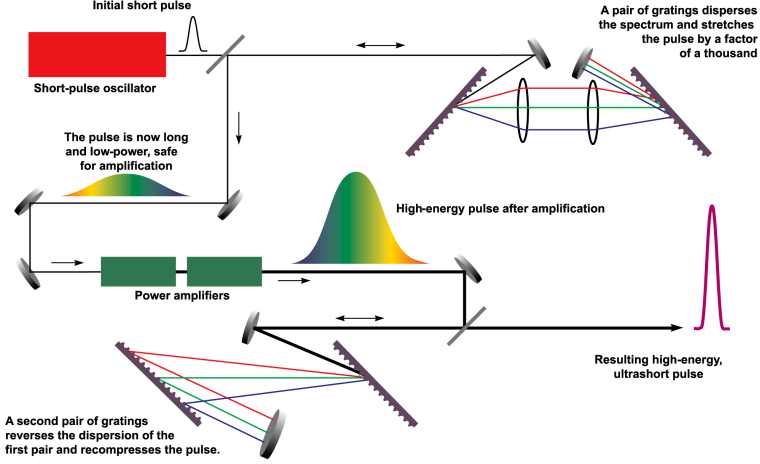 Initial short pulse
A pair of gratings disperses
the spectrum and stretches
the pulse by a factor
of a thousand
Short-pulse oscillator
The pulse is now long
and low-power, safe
for amplification
High-energy pulse after amplification
Power amplifiers
Resulting high-energy,
ultrashort pulse
A second pair of gratings
reverses the dispersion of the
first pair and recompresses the pulse.